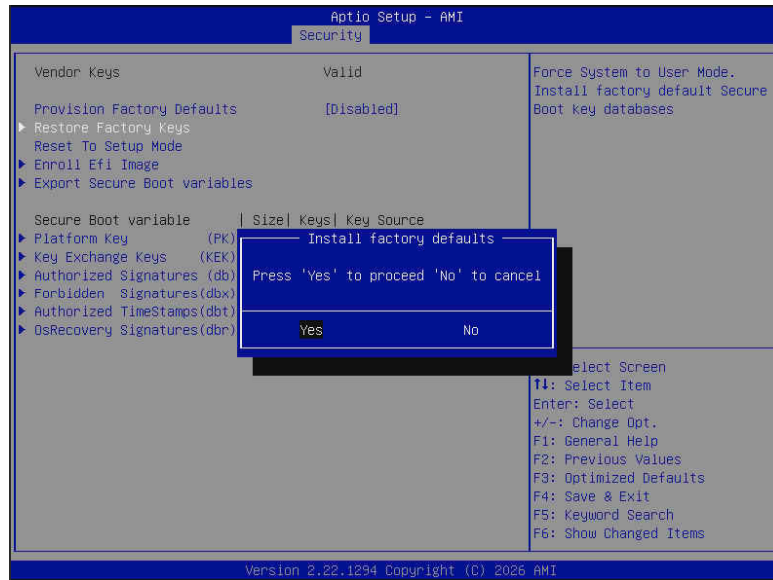 Aptio Setup – AMI
Security
Vendor Keys Valid
Provision Factory Defaults [Disabled]
Restore Factory Keys
Reset To Setup Mode
Enroll Efi Image
Export Secure Boot variables
Secure Boot variable | Size| Keys| Key Source
Platform Key (PK)
Key Exchange Keys (KEK)
Authorized Signatures (db)
Forbidden Signatures(dbx)
Authorized TimeStamps(dbt)
OsRecovery Signatures(dbr)
Install factory defaults
Press 'Yes' to proceed 'No' to cancel
Yes No
Force System to User Mode.
Install factory default Secure
Boot key databases
elect Screen
↑↓: Select Item
Enter: Select
+/-: Change Opt.
F1: General Help
F2: Previous Values
F3: Optimized Defaults
F4: Save & Exit
F5: Keyword Search
F6: Show Changed Items
Version 2.22.1294 Copyright (C) 2026 AMI